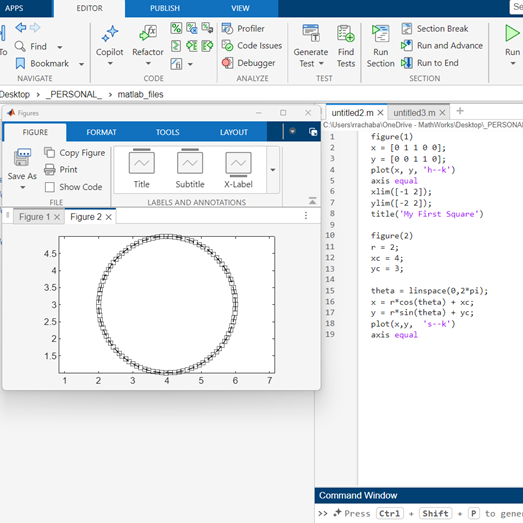 APPS EDITOR PUBLISH VIEW
To Find Bookmark
NAVIGATE
Copilot Refactor
CODE
Profiler
Code Issues
Debugger
ANALYZE
Generate Test Find Tests
TEST
Run Section
Section Break
Run and Advance
Run to End
SECTION
Run
Desktop › _PERSONAL_ › matlab_files
Figures
FIGURE FORMAT TOOLS LAYOUT
Save As
Copy Figure
Print
Show Code
FILE
Title Subtitle X-Label
LABELS AND ANNOTATIONS
Figure 1 × Figure 2 ×
4.5
4
3.5
3
2.5
2
1.5
1 2 3 4 5 6 7
untitled2.m × untitled3.m × +
C:\Users\rrachaba\OneDrive - MathWorks\Desktop\_PERSONAL_
1 figure(1)
2 x = [0 1 1 0 0];
3 y = [0 0 1 1 0];
4 plot(x, y, 'h--k')
5 axis equal
6 xlim([-1 2]);
7 ylim([-1 2]);
8 title('My First Square')
9
10 figure(2)
11 r = 2;
12 xc = 4;
13 yc = 3;
14
15 theta = linspace(0,2*pi);
16 x = r*cos(theta) + xc;
17 y = r*sin(theta) + yc;
18 plot(x,y, 's--k')
19 axis equal
Command Window
>> Press Ctrl + Shift + P to gene